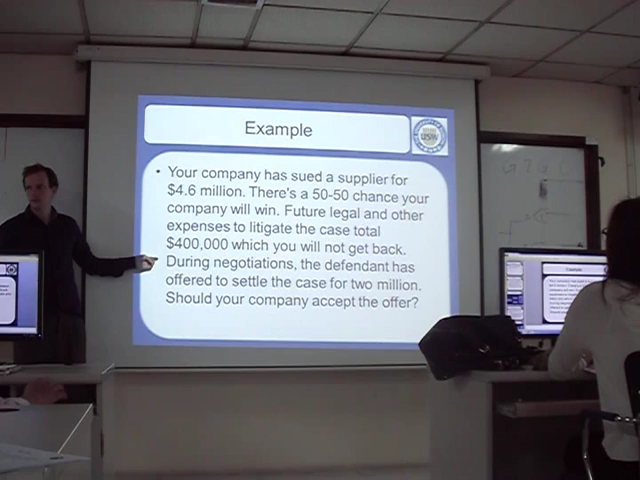 Example
• Your company has sued a supplier for
$4.6 million. There's a 50-50 chance your
company will win. Future legal and other
expenses to litigate the case total
$400,000 which you will not get back.
During negotiations, the defendant has
offered to settle the case for two million.
Should your company accept the offer?